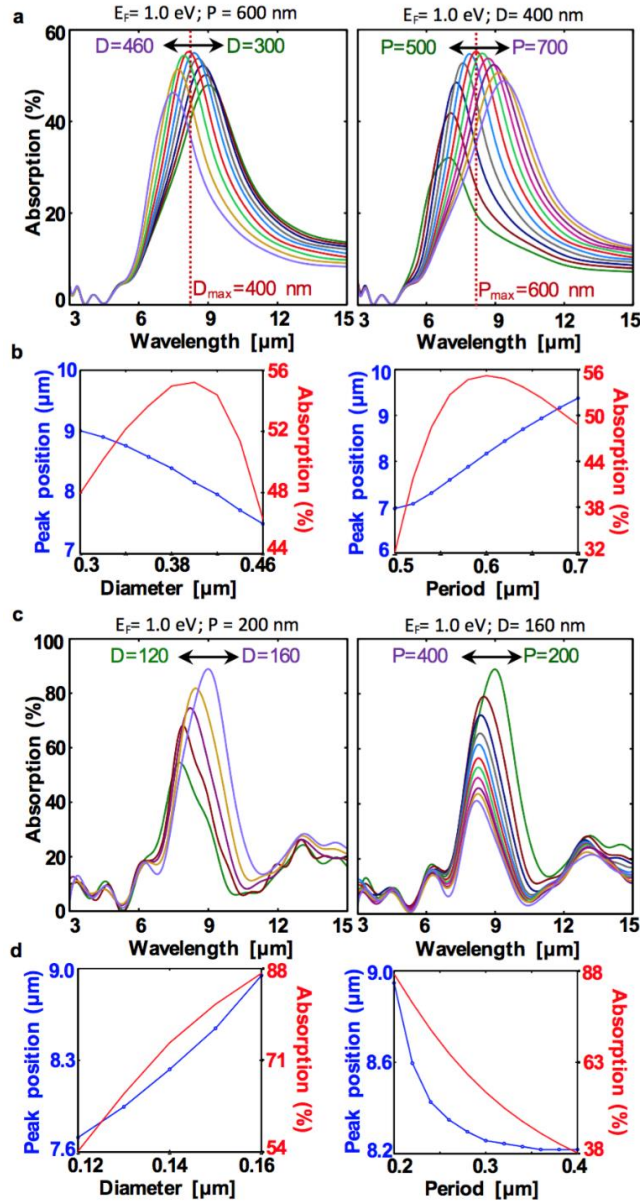 a
E_F= 1.0 eV; P = 600 nm
E_F= 1.0 eV; D= 400 nm
60
40
20
0
Absorption (%)
D=460
D=300
P=500
P=700
D_max=400 nm
P_max=600 nm
3 6 9 12 15
3 6 9 12 15
Wavelength [µm]
Wavelength [µm]
b
Peak position (µm)
10
9
8
7
56
52
48
44
Absorption (%)
0.3 0.38 0.46
Diameter [µm]
Peak position (µm)
10
9
8
7
6
56
50
44
38
32
Absorption (%)
0.5 0.6 0.7
Period [µm]
c
E_F= 1.0 eV; P = 200 nm
E_F= 1.0 eV; D= 160 nm
100
80
60
40
20
0
Absorption (%)
D=120
D=160
P=400
P=200
3 6 9 12 15
3 6 9 12 15
Wavelength [µm]
Wavelength [µm]
d
Peak position (µm)
9.0
8.3
7.6
88
71
54
Absorption (%)
0.12 0.14 0.16
Diameter [µm]
Peak position (µm)
9.0
8.6
8.2
88
63
38
Absorption (%)
0.2 0.3 0.4
Period [µm]